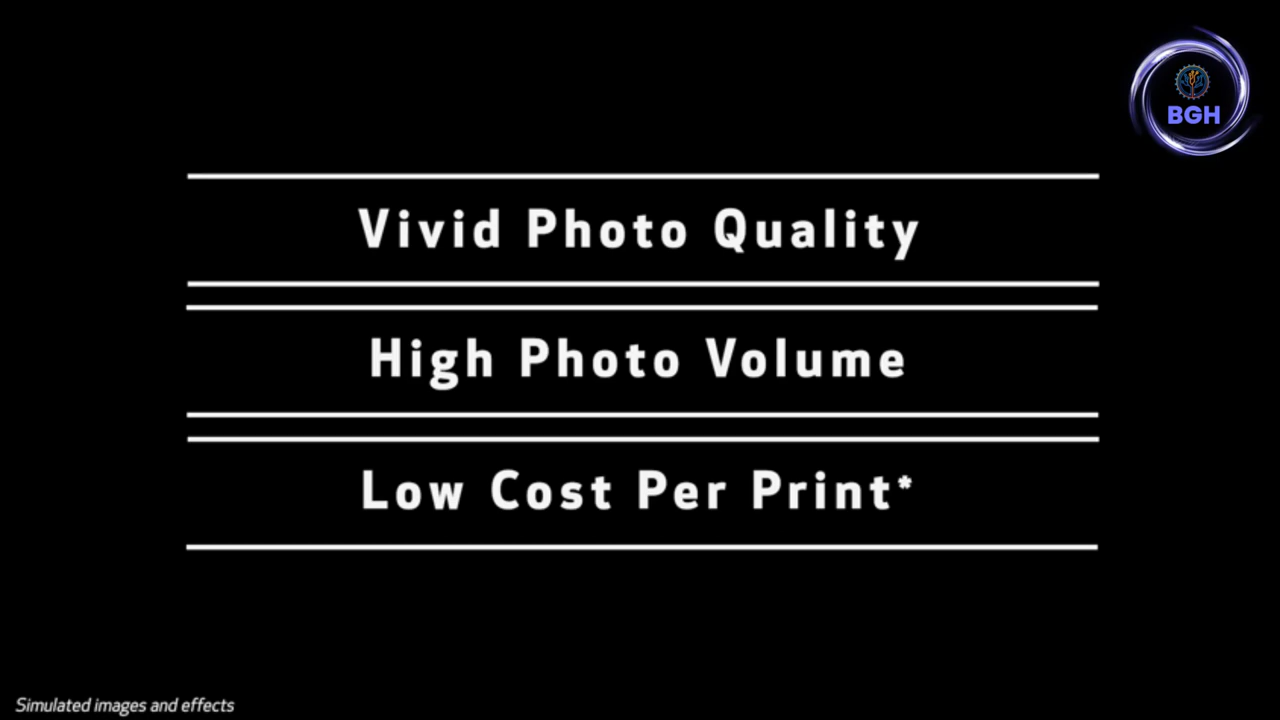 BGH
Vivid Photo Quality
High Photo Volume
Low Cost Per Print*
Simulated images and effects